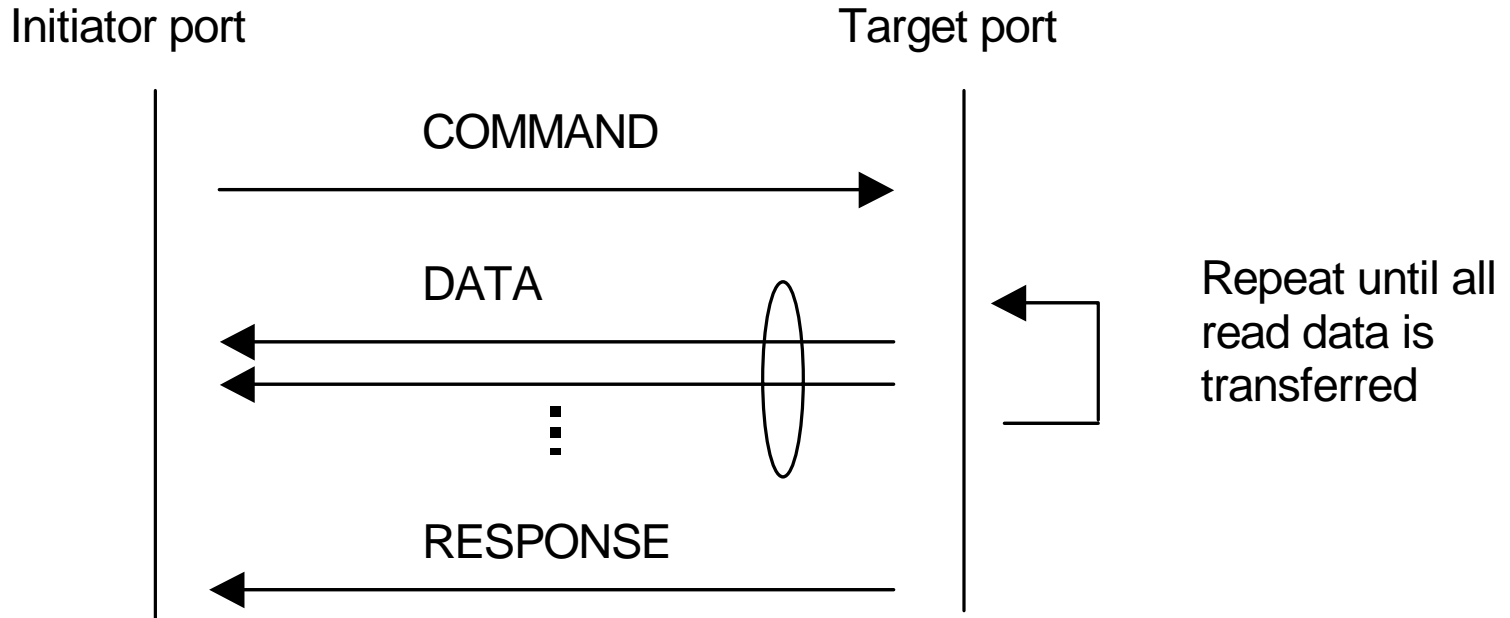 Initiator port
Target port
COMMAND
DATA
Repeat until all
read data is
transferred
RESPONSE